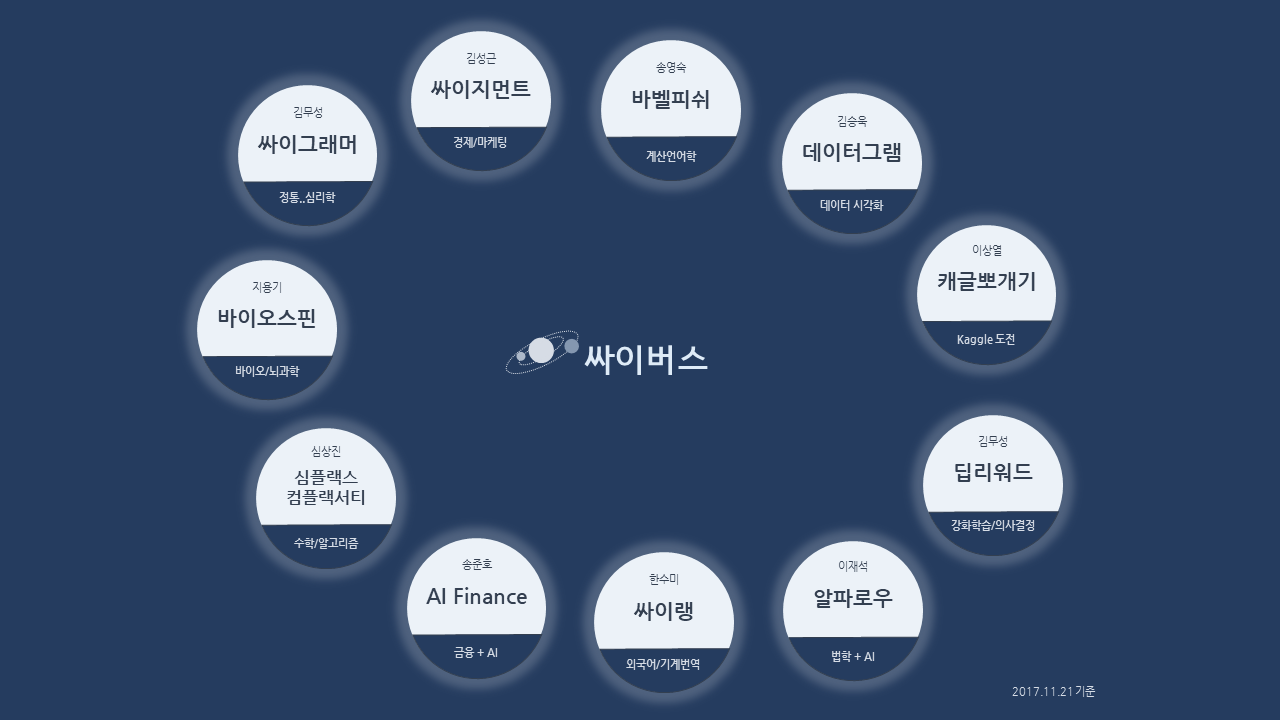 김성근
싸이지먼트
경제/마케팅
송영숙
바벨피쉬
계산언어학
김무성
싸이그래머
정통..심리학
김승욱
데이터그램
데이터 시각화
이상열
캐글뽀개기
Kaggle 도전
지용기
바이오스핀
바이오/뇌과학
싸이버스
심상진
심플랙스
컴플랙서티
수학/알고리즘
김무성
딥리워드
강화학습/의사결정
송준호
AI Finance
금융 + AI
한수미
싸이랭
외국어/기계번역
이재석
알파로우
법학 + AI
2017.11.21기준